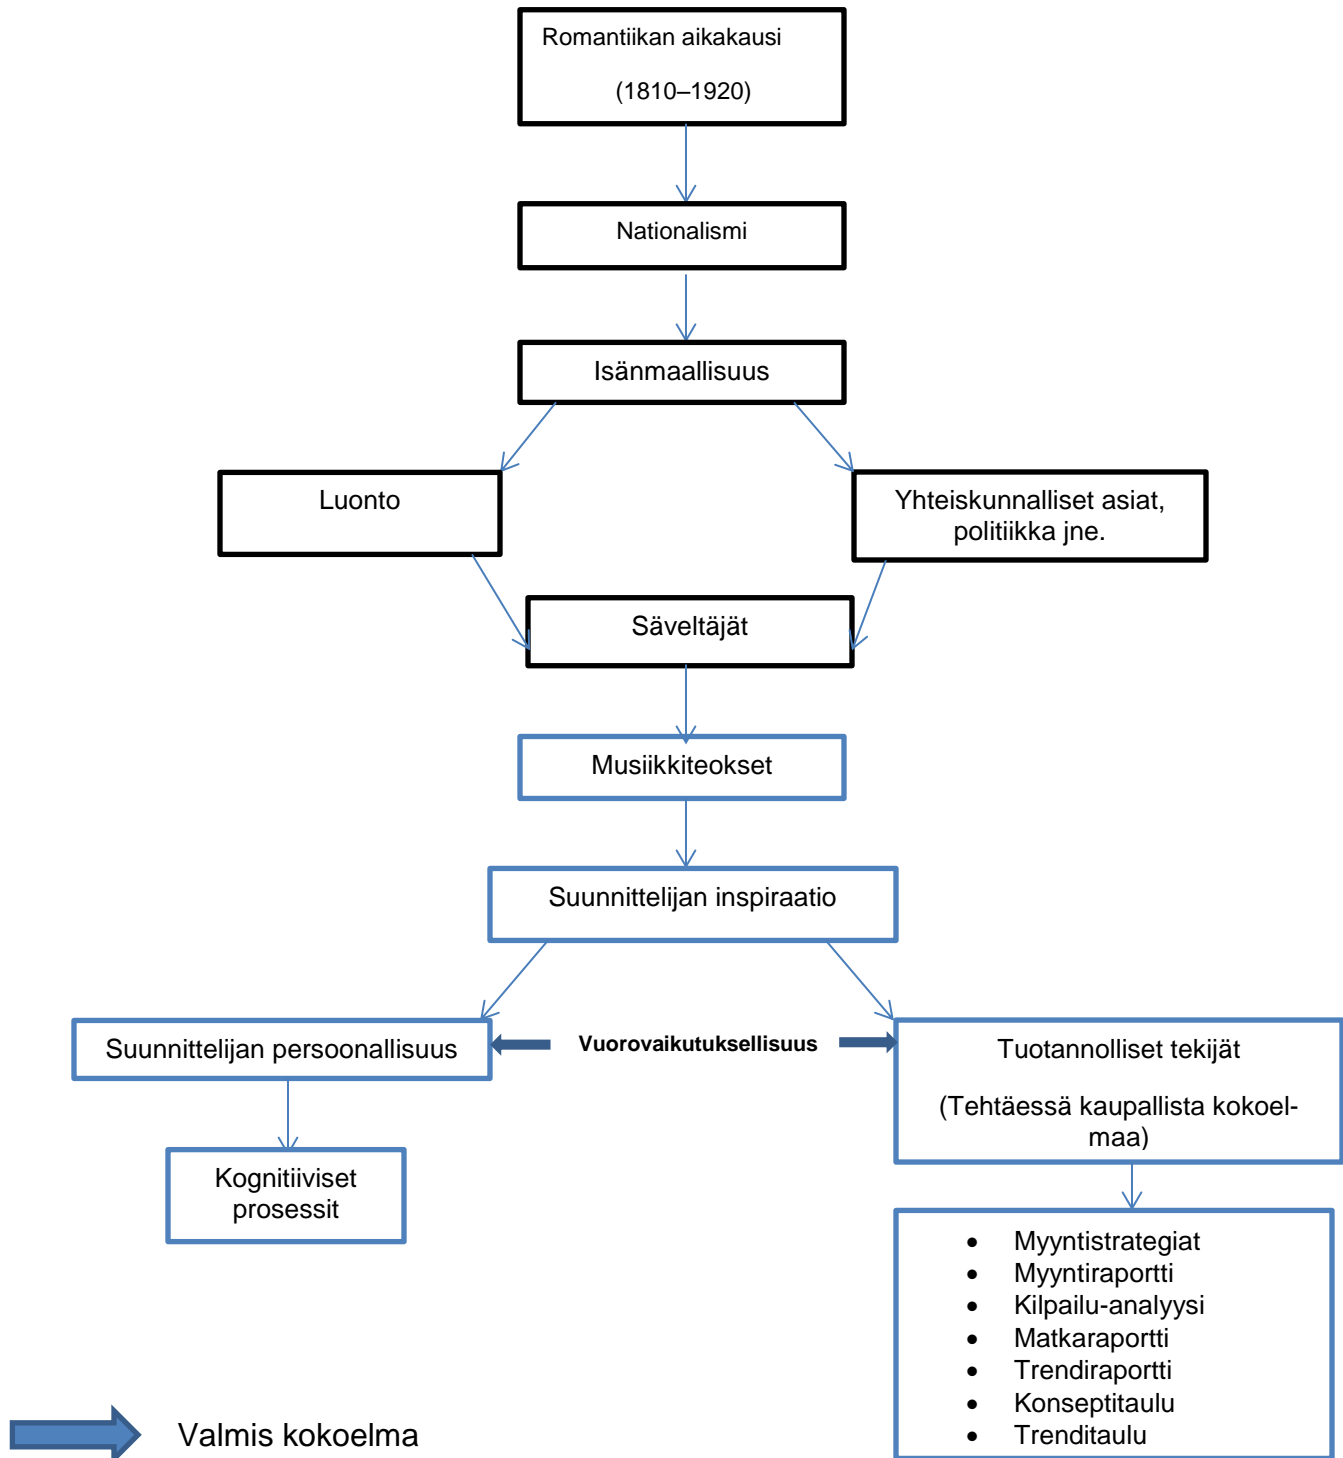 Romantiikan aikakausi
(1810–1920)
Nationalismi
Isänmaallisuus
Luonto
Yhteiskunnalliset asiat,
politiikka jne.
Säveltäjät
Musiikkiteokset
Suunnittelijan inspiraatio
Suunnittelijan persoonallisuus
Vuorovaikutuksellisuus
Tuotannolliset tekijät
(Tehtäessä kaupallista kokoel-
maa)
Kognitiiviset
prosessit
• Myyntistrategiat
• Myyntiraportti
• Kilpailu-analyysi
• Matkaraportti
• Trendiraportti
• Konseptitaulu
• Trenditaulu
Valmis kokoelma